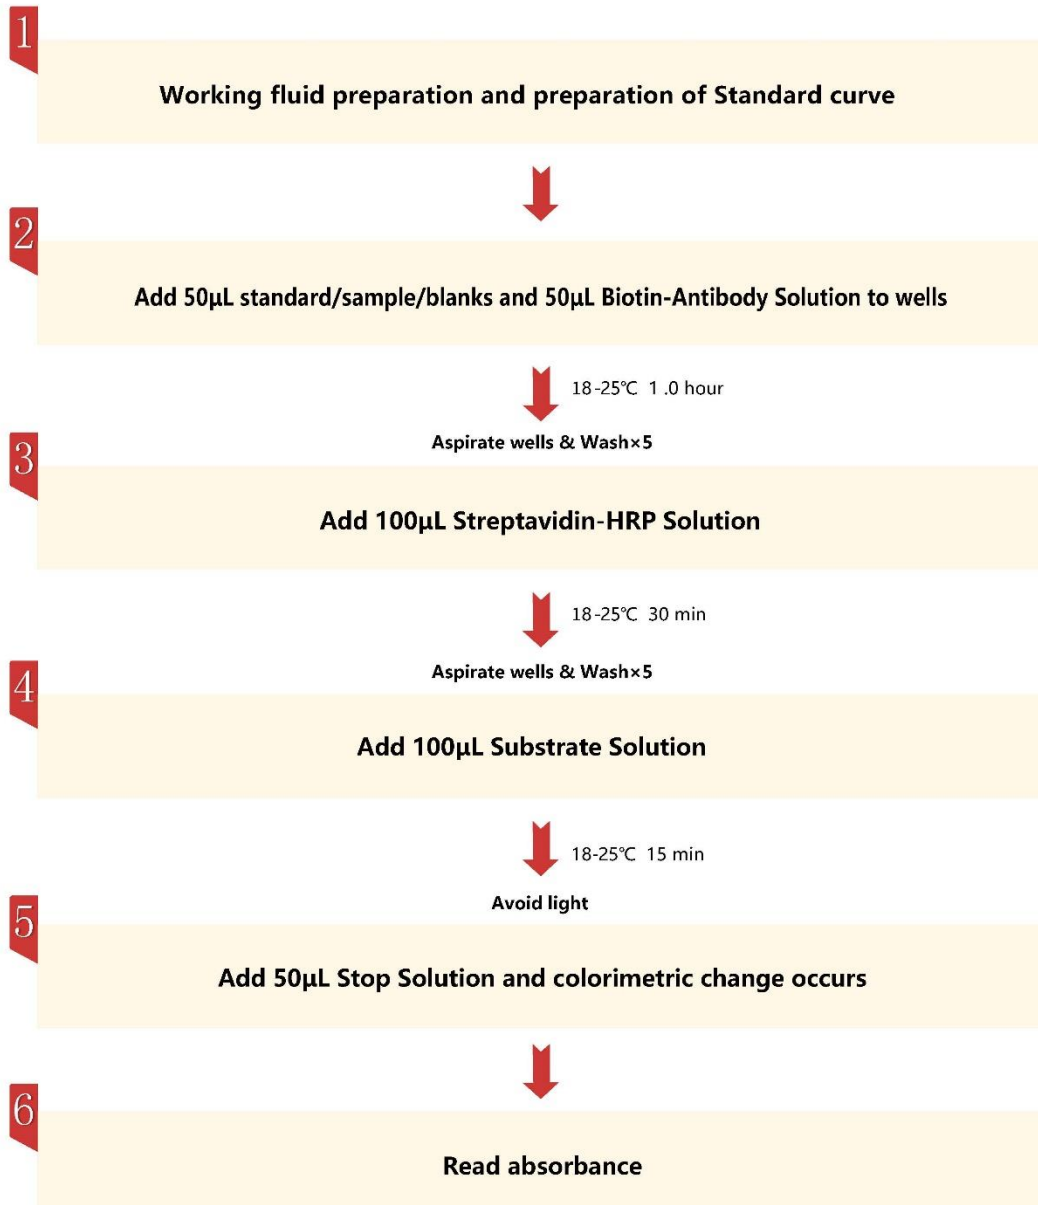 1
Working fluid preparation and preparation of Standard curve
2
Add 50μL standard/sample/blanks and 50μL Biotin-Antibody Solution to wells
18-25℃ 1 .0 hour
Aspirate wells & Wash×5
3
Add 100μL Streptavidin-HRP Solution
18-25℃ 30 min
Aspirate wells & Wash×5
4
Add 100μL Substrate Solution
18-25℃ 15 min
Avoid light
5
Add 50μL Stop Solution and colorimetric change occurs
6
Read absorbance